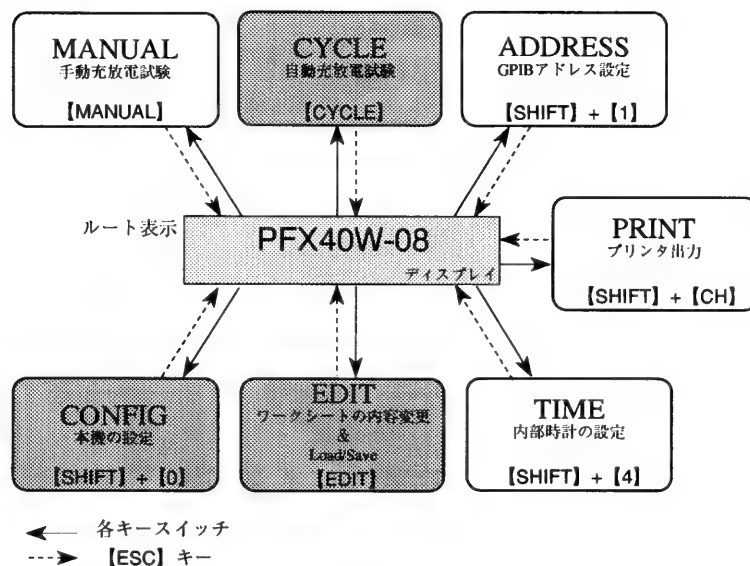 MANUAL
手動充放電試験
【MANUAL】
CYCLE
自動充放電試験
【CYCLE】
ADDRESS
GPIBアドレス設定
【SHIFT】+【1】
ルート表示
PFX40W-08
ディスプレイ
PRINT
プリンタ出力
【SHIFT】+【CH】
CONFIG
本機の設定
【SHIFT】+【0】
EDIT
ワークシートの内容変更
&
Load/Save
【EDIT】
TIME
内部時計の設定
【SHIFT】+【4】
各キースイッチ
【ESC】キー